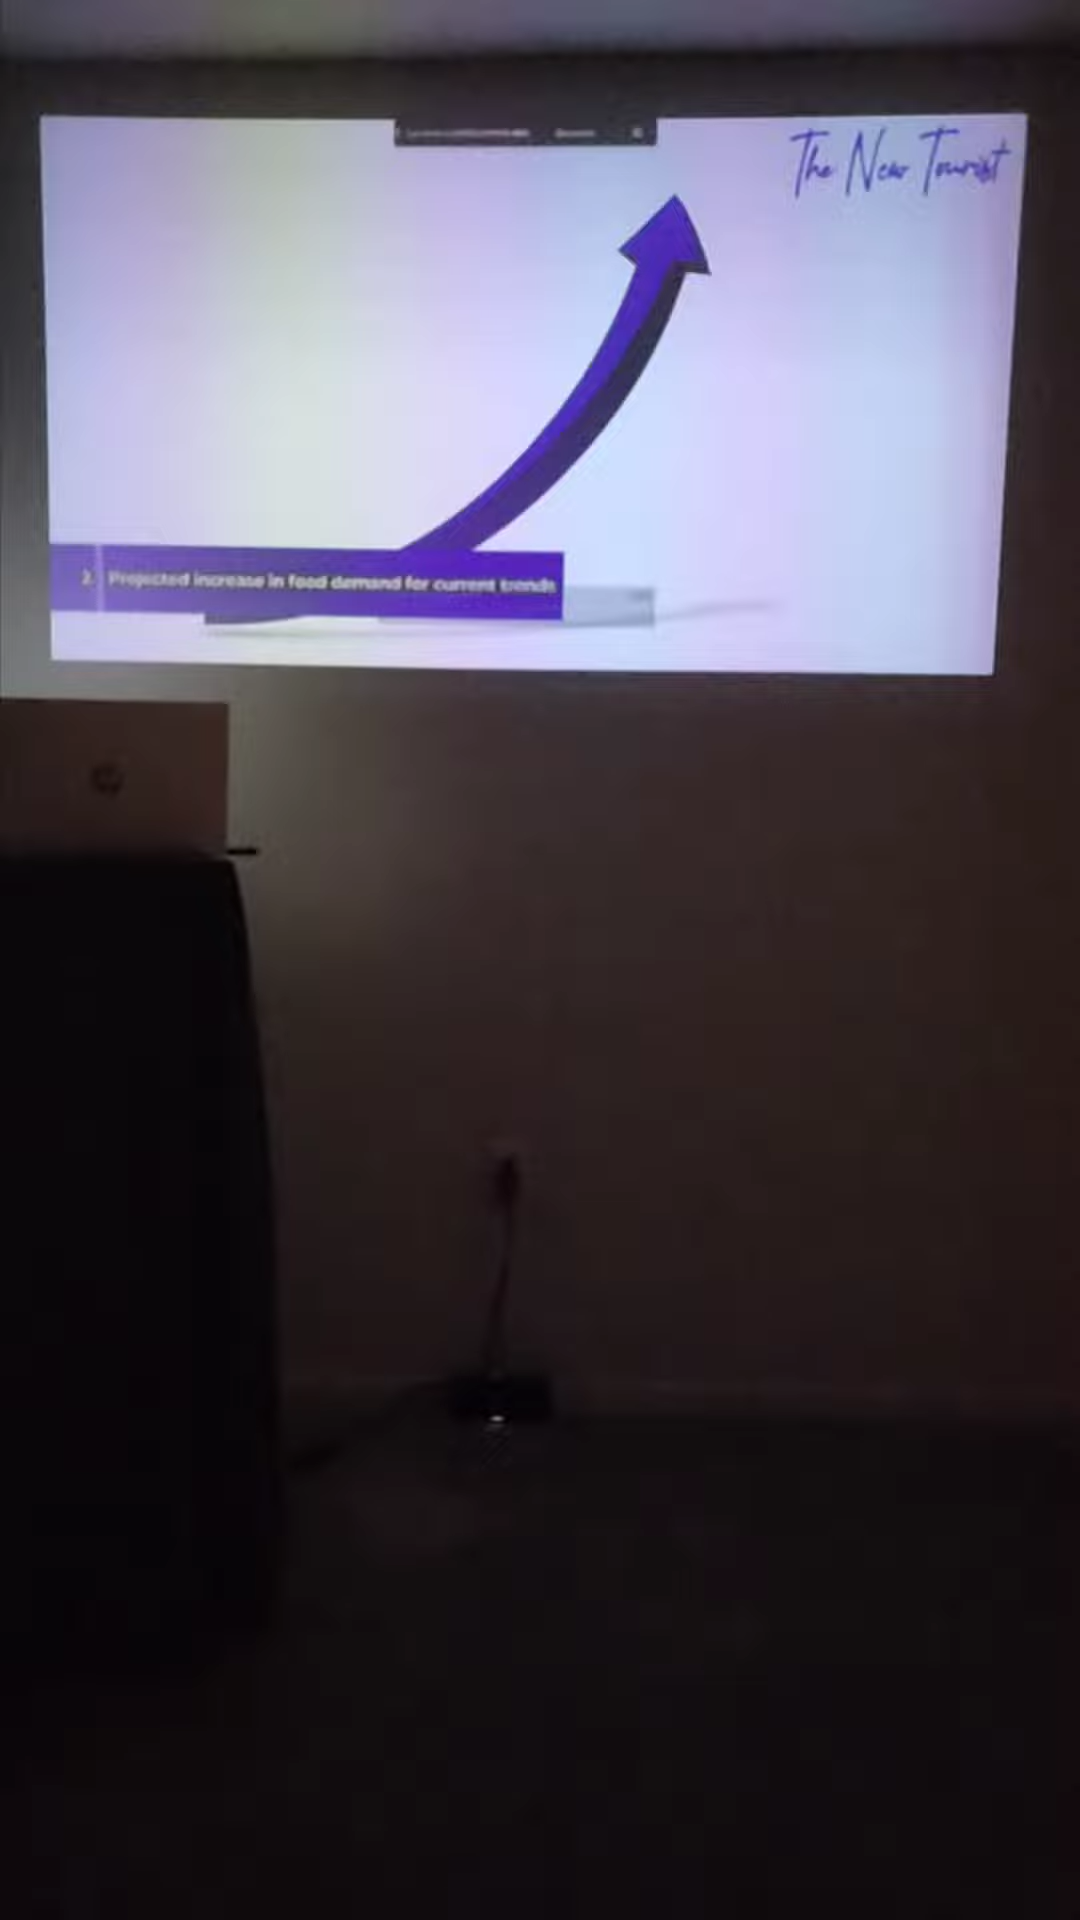 The New Tourist
2. Projected increase in food demand for current trends